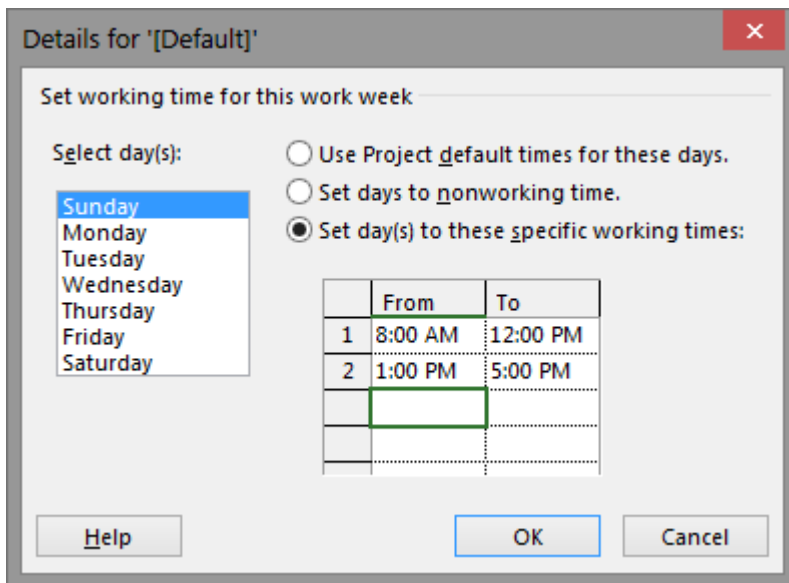 Details for '[Default]'
Set working time for this work week
Select day(s):
Sunday
Monday
Tuesday
Wednesday
Thursday
Friday
Saturday
Use Project default times for these days.
Set days to nonworking time.
Set day(s) to these specific working times:
From To
1 8:00 AM 12:00 PM
2 1:00 PM 5:00 PM
Help OK Cancel